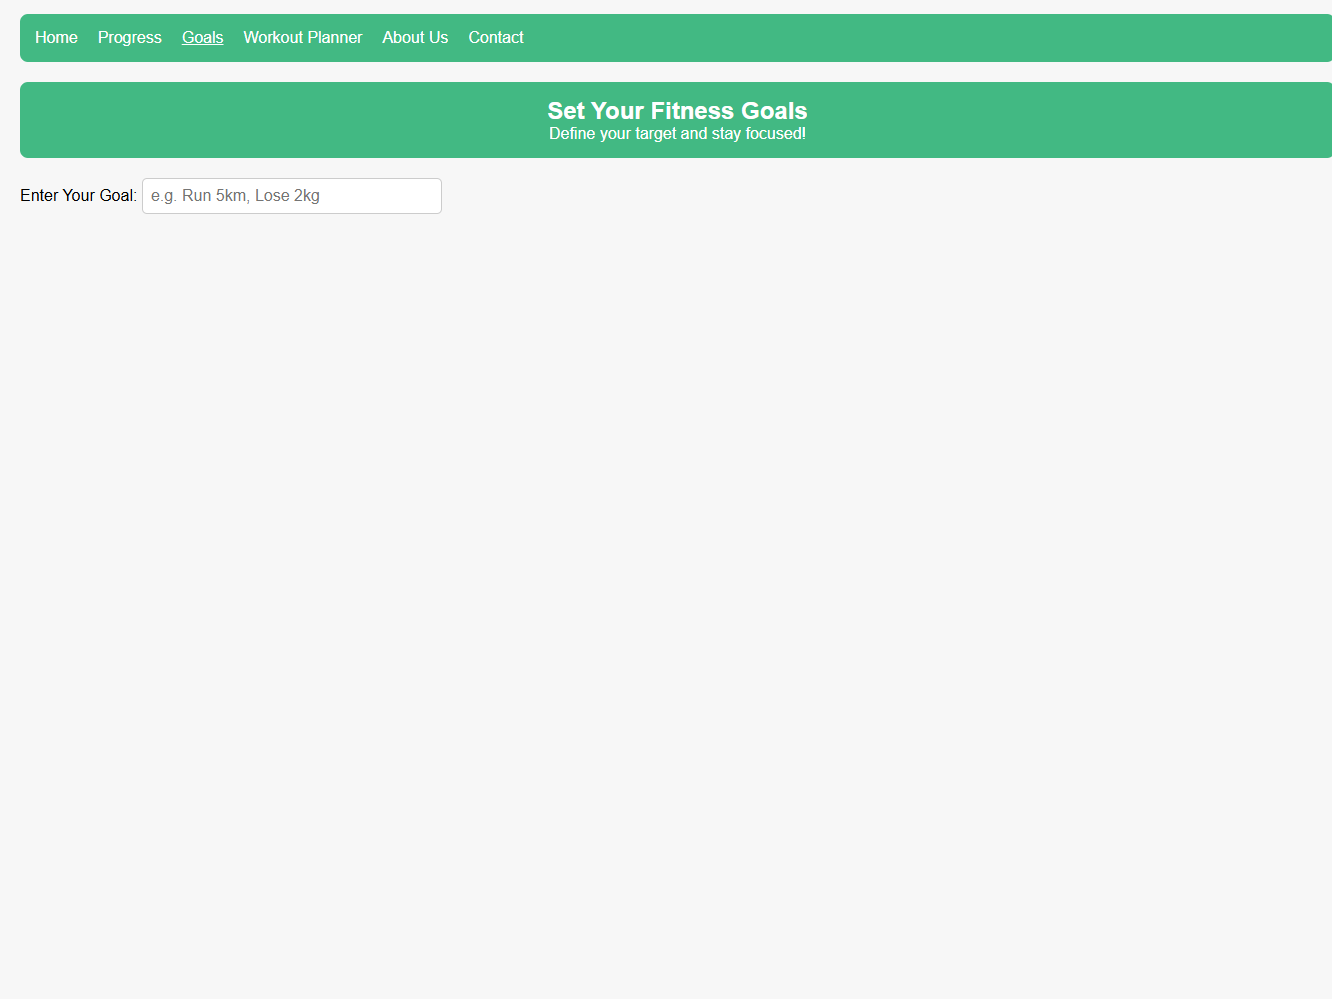 Home Progress Goals Workout Planner About Us Contact
Set Your Fitness Goals
Define your target and stay focused!
Enter Your Goal: e.g. Run 5km, Lose 2kg